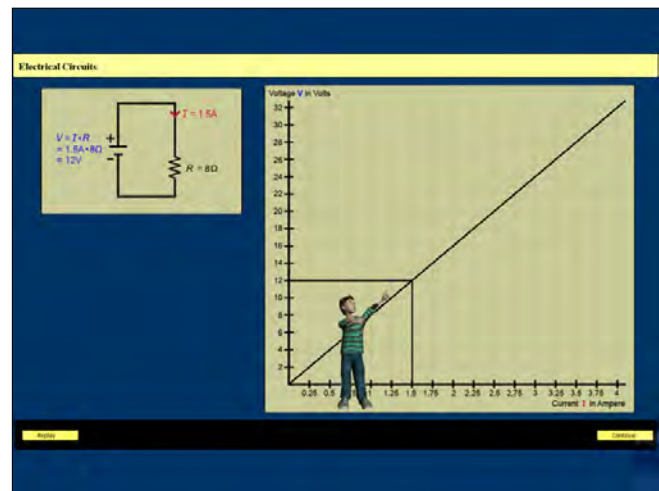 Electrical Circuits
V = I • R
= 1.5A•8Ω
= 12V
+
-
I = 1.5A
R = 8Ω
Voltage V in Volts
32
30
28
26
24
22
20
18
16
14
12
10
8
6
4
2
0.25 0.5 1 1.25 1.5 1.75 2 2.25 2.5 2.75 3 3.25 3.5 3.75 4
Current I in Ampere
Replay
Continue